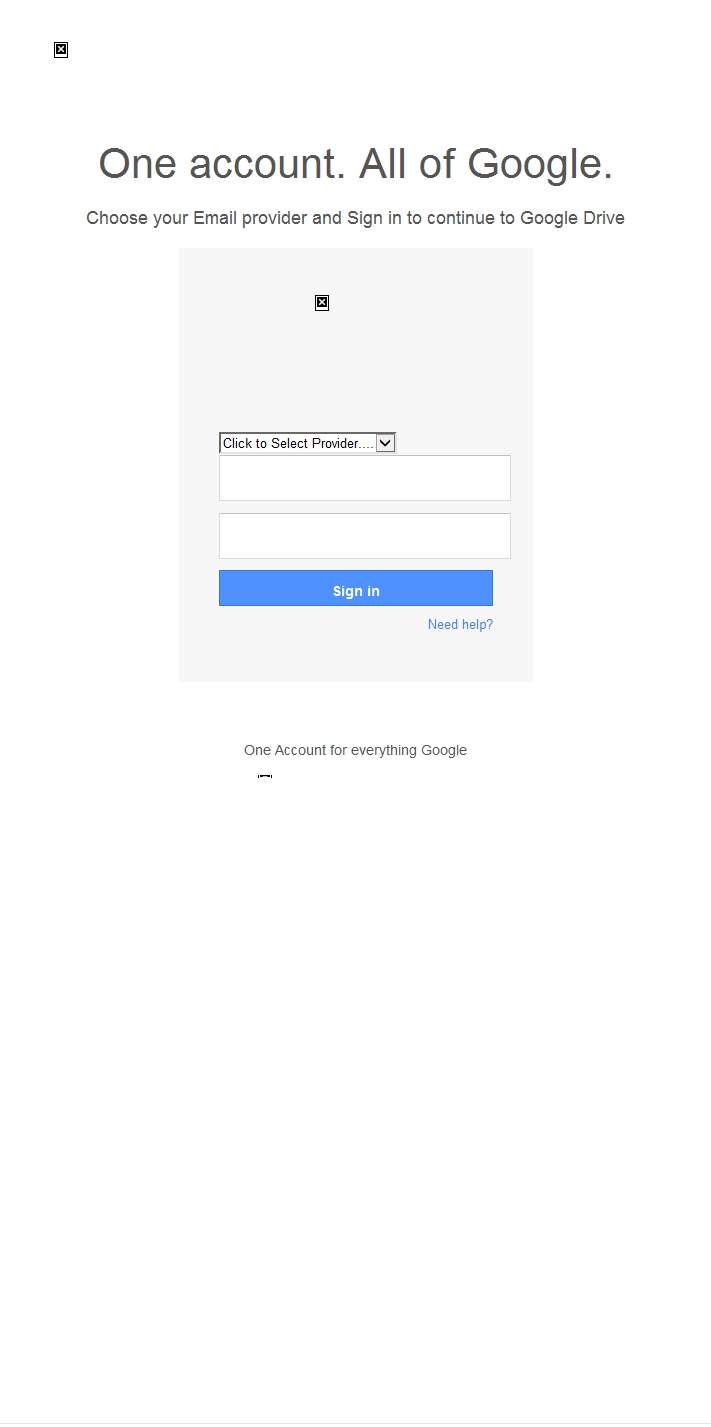 One account. All of Google.
Choose your Email provider and Sign in to continue to Google Drive
Click to Select Provider....
Sign in
Need help?
One Account for everything Google